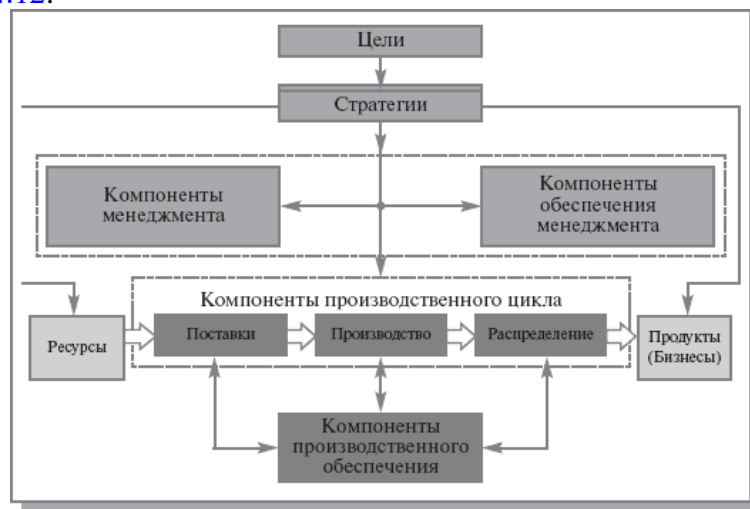 Цели
Стратегии
Компоненты
менеджмента
Компоненты
обеспечения
менеджмента
Компоненты производственного цикла
Ресурсы
Поставки
Производство
Распределение
Продукты
(Бизнесы)
Компоненты
производственного
обеспечения